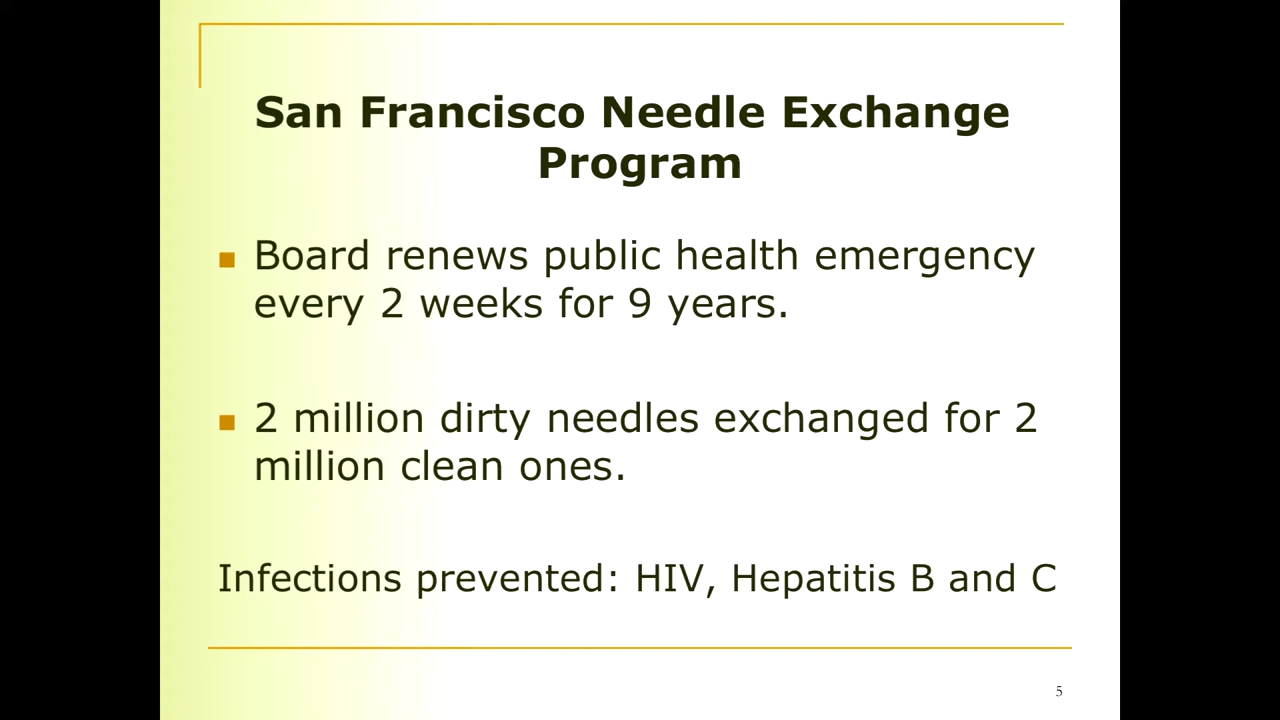 San Francisco Needle Exchange
Program
Board renews public health emergency
every 2 weeks for 9 years.
2 million dirty needles exchanged for 2
million clean ones.
Infections prevented: HIV, Hepatitis B and C
5